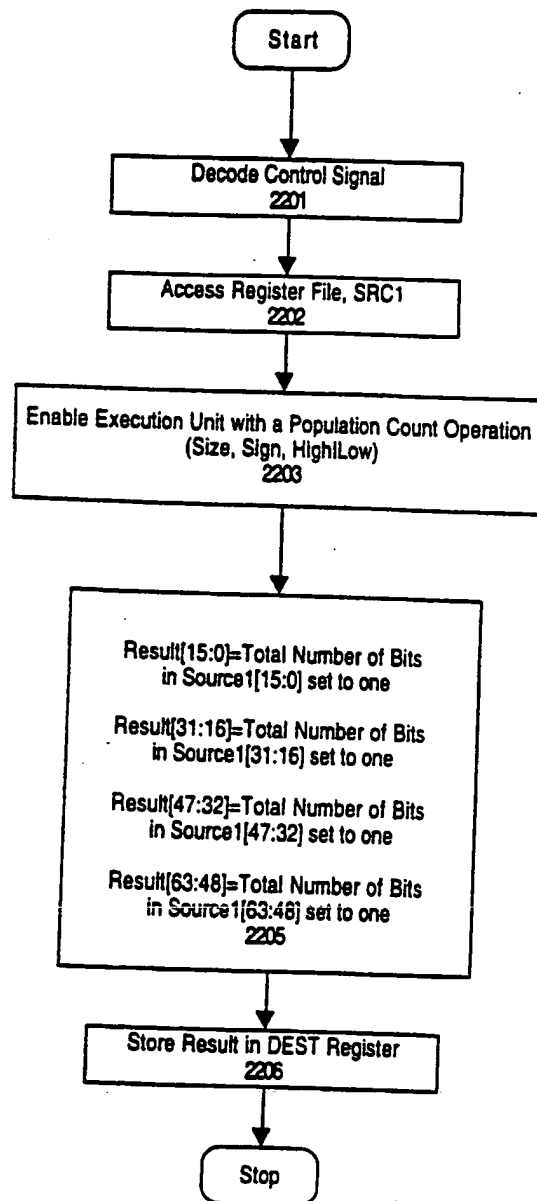 Start
Decode Control Signal
2201
Access Register File, SRC1
2202
Enable Execution Unit with a Population Count Operation
(Size, Sign, High|Low)
2203
Result[15:0]=Total Number of Bits
in Source1[15:0] set to one
Result[31:16]=Total Number of Bits
in Source1[31:16] set to one
Result[47:32]=Total Number of Bits
in Source1[47:32] set to one
Result[63:48]=Total Number of Bits
in Source1[63:48] set to one
2205
Store Result in DEST Register
2206
Stop